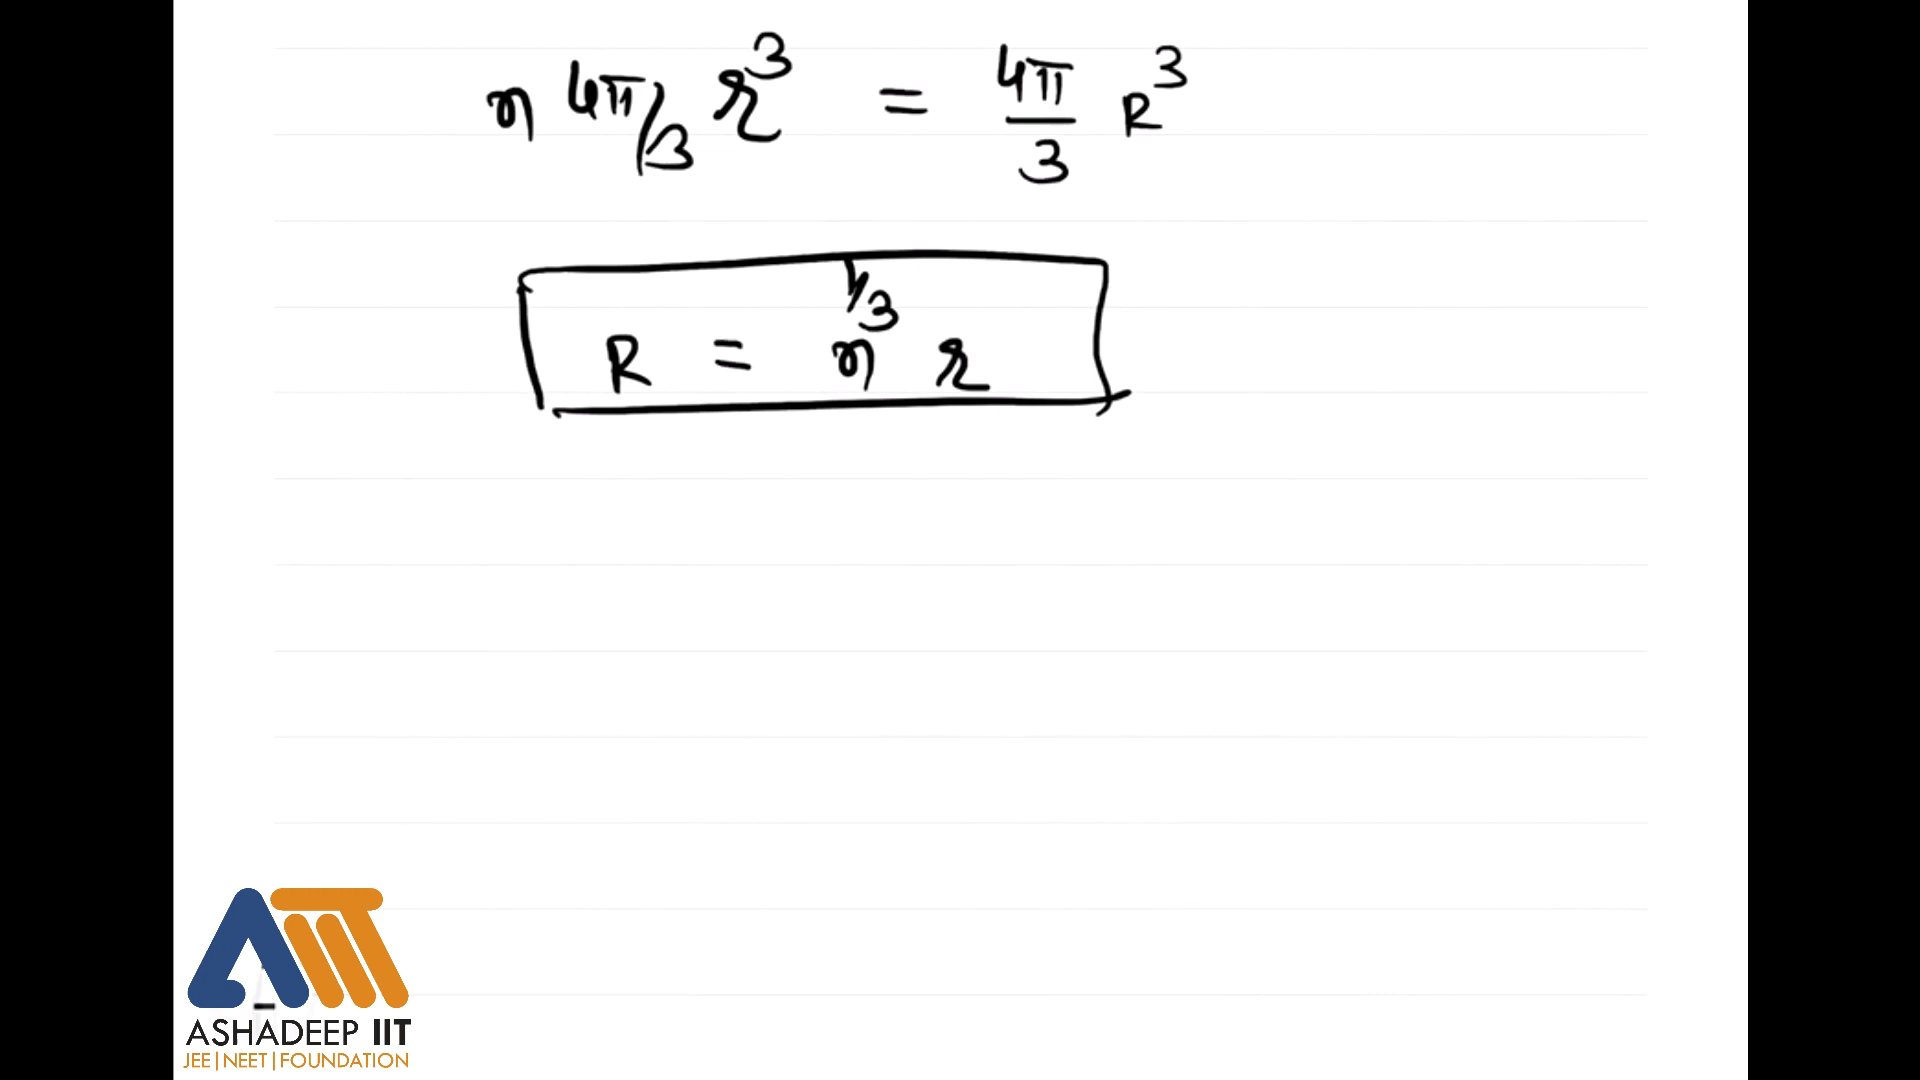 n 4π/3 r³ = 4π/3 R³
R = n^1/3 r
ASHADEEP IIT
JEE|NEET|FOUNDATION